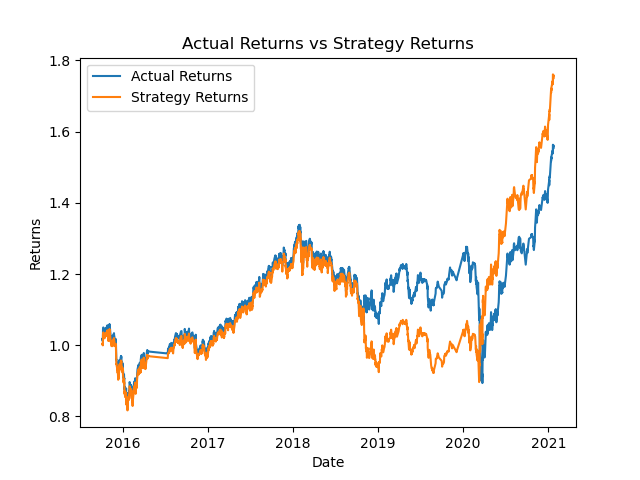 Actual Returns vs Strategy Returns
Actual Returns
Strategy Returns
Returns
1.8
1.6
1.4
1.2
1.0
0.8
2016 2017 2018 2019 2020 2021
Date